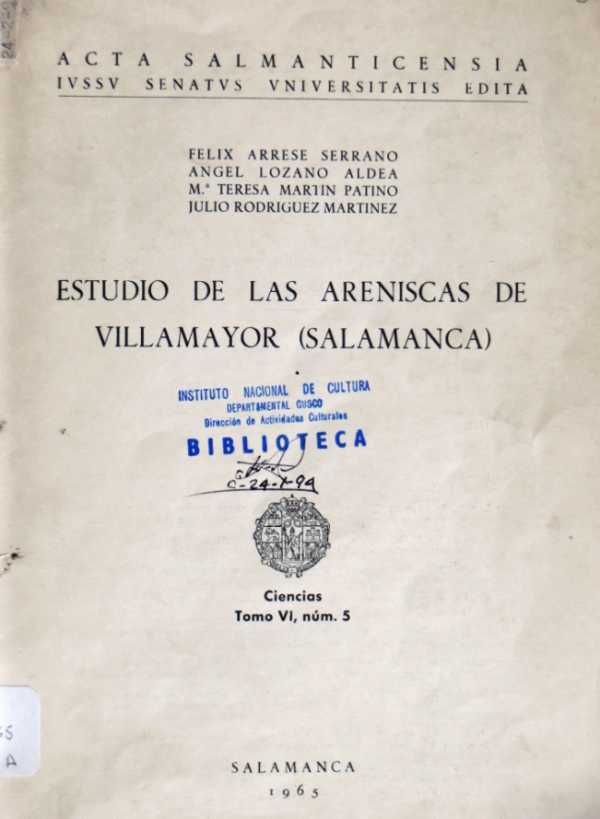 ACTA SALMANTICENSIA
IVSSV SENATVS VNIVERSITATIS EDITA
FELIX ARRESE SERRANO
ANGEL LOZANO ALDEA
M.ª TERESA MARTIN PATINO
JULIO RODRIGUEZ MARTINEZ
ESTUDIO DE LAS ARENISCAS DE
VILLAMAYOR (SALAMANCA)
INSTITUTO NACIONAL DE CULTURA
DEPARTAMENTAL CUSCO
Dirección de Actividades Culturales
BIBLIOTECA
24-X-94
Ciencias
Tomo VI, núm. 5
A
SALAMANCA
1965